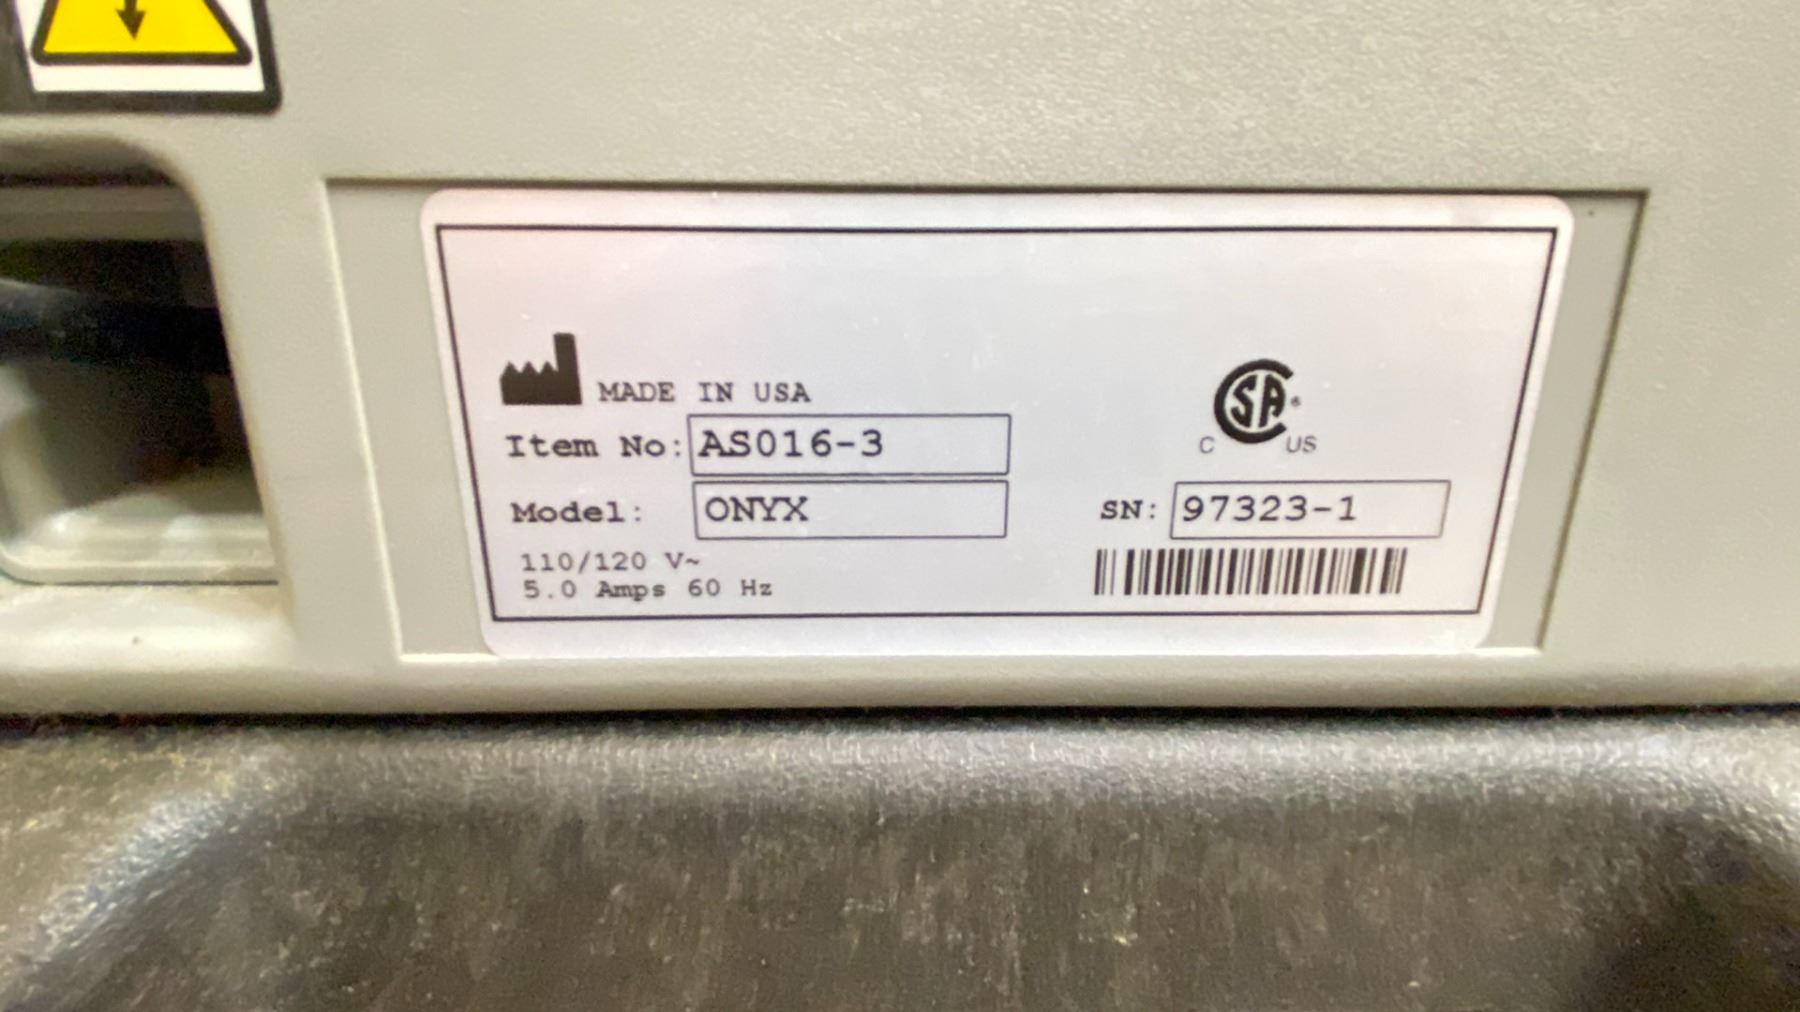 MADE IN USA
Item No: AS016-3
Model: ONYX
110/120 V~
5.0 Amps 60 Hz
CSA®
C US
SN: 97323-1